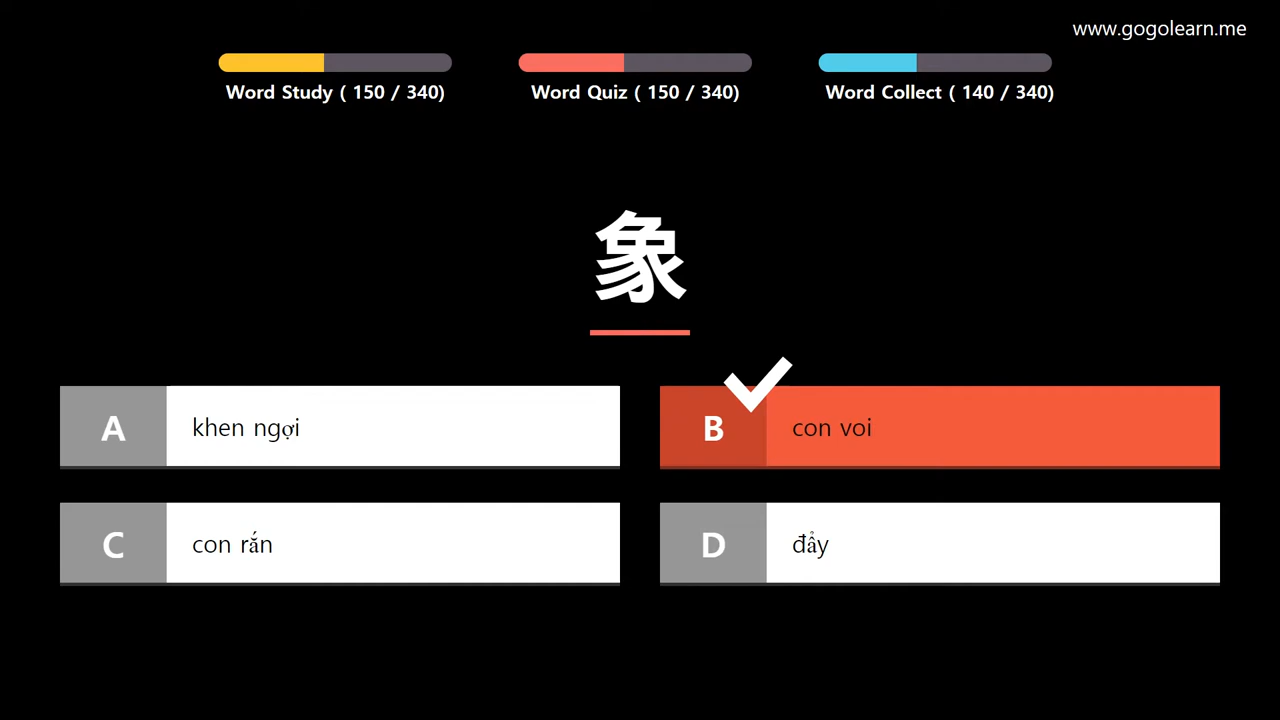 www.gogolearn.me
Word Study ( 150 / 340)
Word Quiz ( 150 / 340)
Word Collect ( 140 / 340)
象
A khen ngợi
B con voi
C con rắn
D đẩy